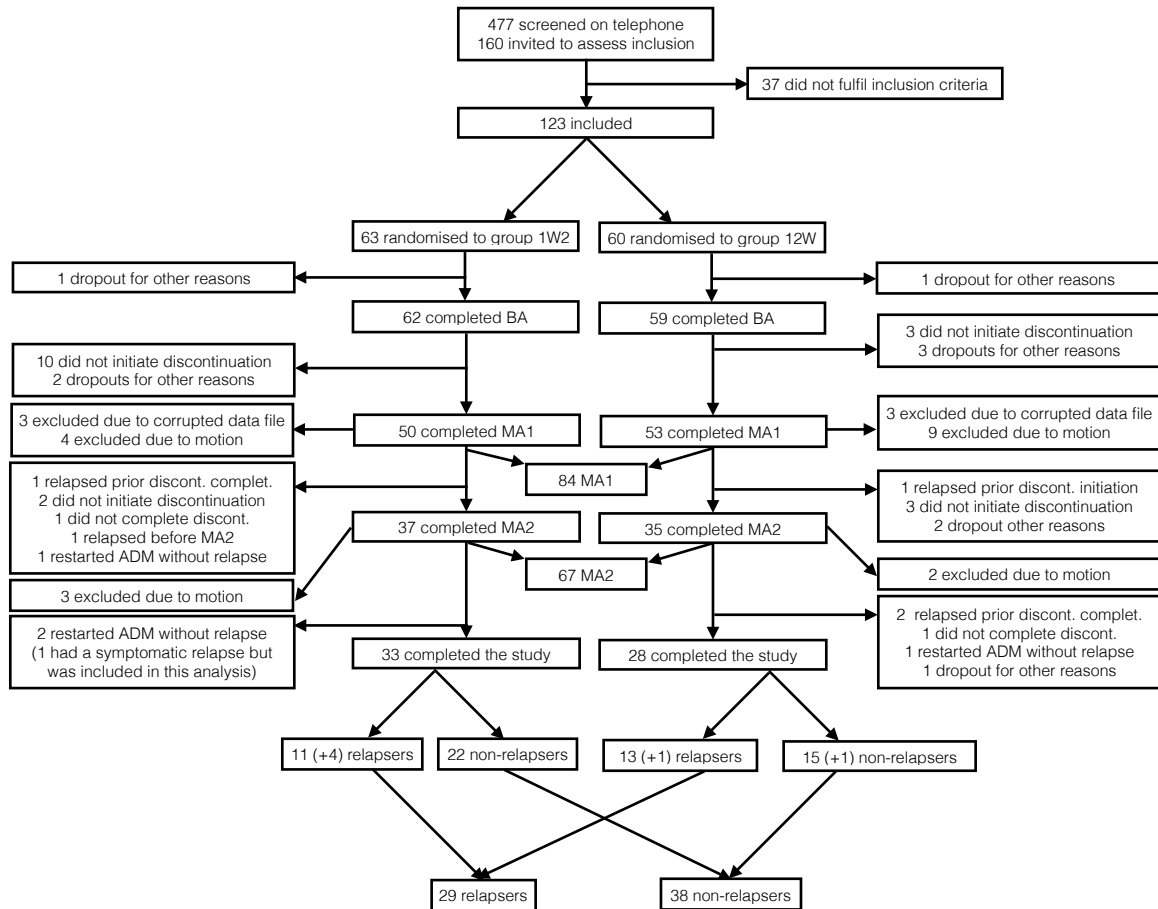 477 screened on telephone
160 invited to assess inclusion
37 did not fulfil inclusion criteria
123 included
63 randomised to group 1W2
60 randomised to group 12W
1 dropout for other reasons
1 dropout for other reasons
62 completed BA
59 completed BA
3 did not initiate discontinuation
3 dropouts for other reasons
10 did not initiate discontinuation
2 dropouts for other reasons
3 excluded due to corrupted data file
4 excluded due to motion
50 completed MA1
53 completed MA1
3 excluded due to corrupted data file
9 excluded due to motion
84 MA1
1 relapsed prior discont. complet.
2 did not initiate discontinuation
1 did not complete discont.
1 relapsed before MA2
1 restarted ADM without relapse
37 completed MA2
35 completed MA2
1 relapsed prior discont. initiation
3 did not initiate discontinuation
2 dropout other reasons
67 MA2
3 excluded due to motion
2 excluded due to motion
2 restarted ADM without relapse
(1 had a symptomatic relapse but
was included in this analysis)
33 completed the study
28 completed the study
2 relapsed prior discont. complet.
1 did not complete discont.
1 restarted ADM without relapse
1 dropout for other reasons
11 (+4) relapsers
22 non-relapsers
13 (+1) relapsers
15 (+1) non-relapsers
29 relapsers
38 non-relapsers